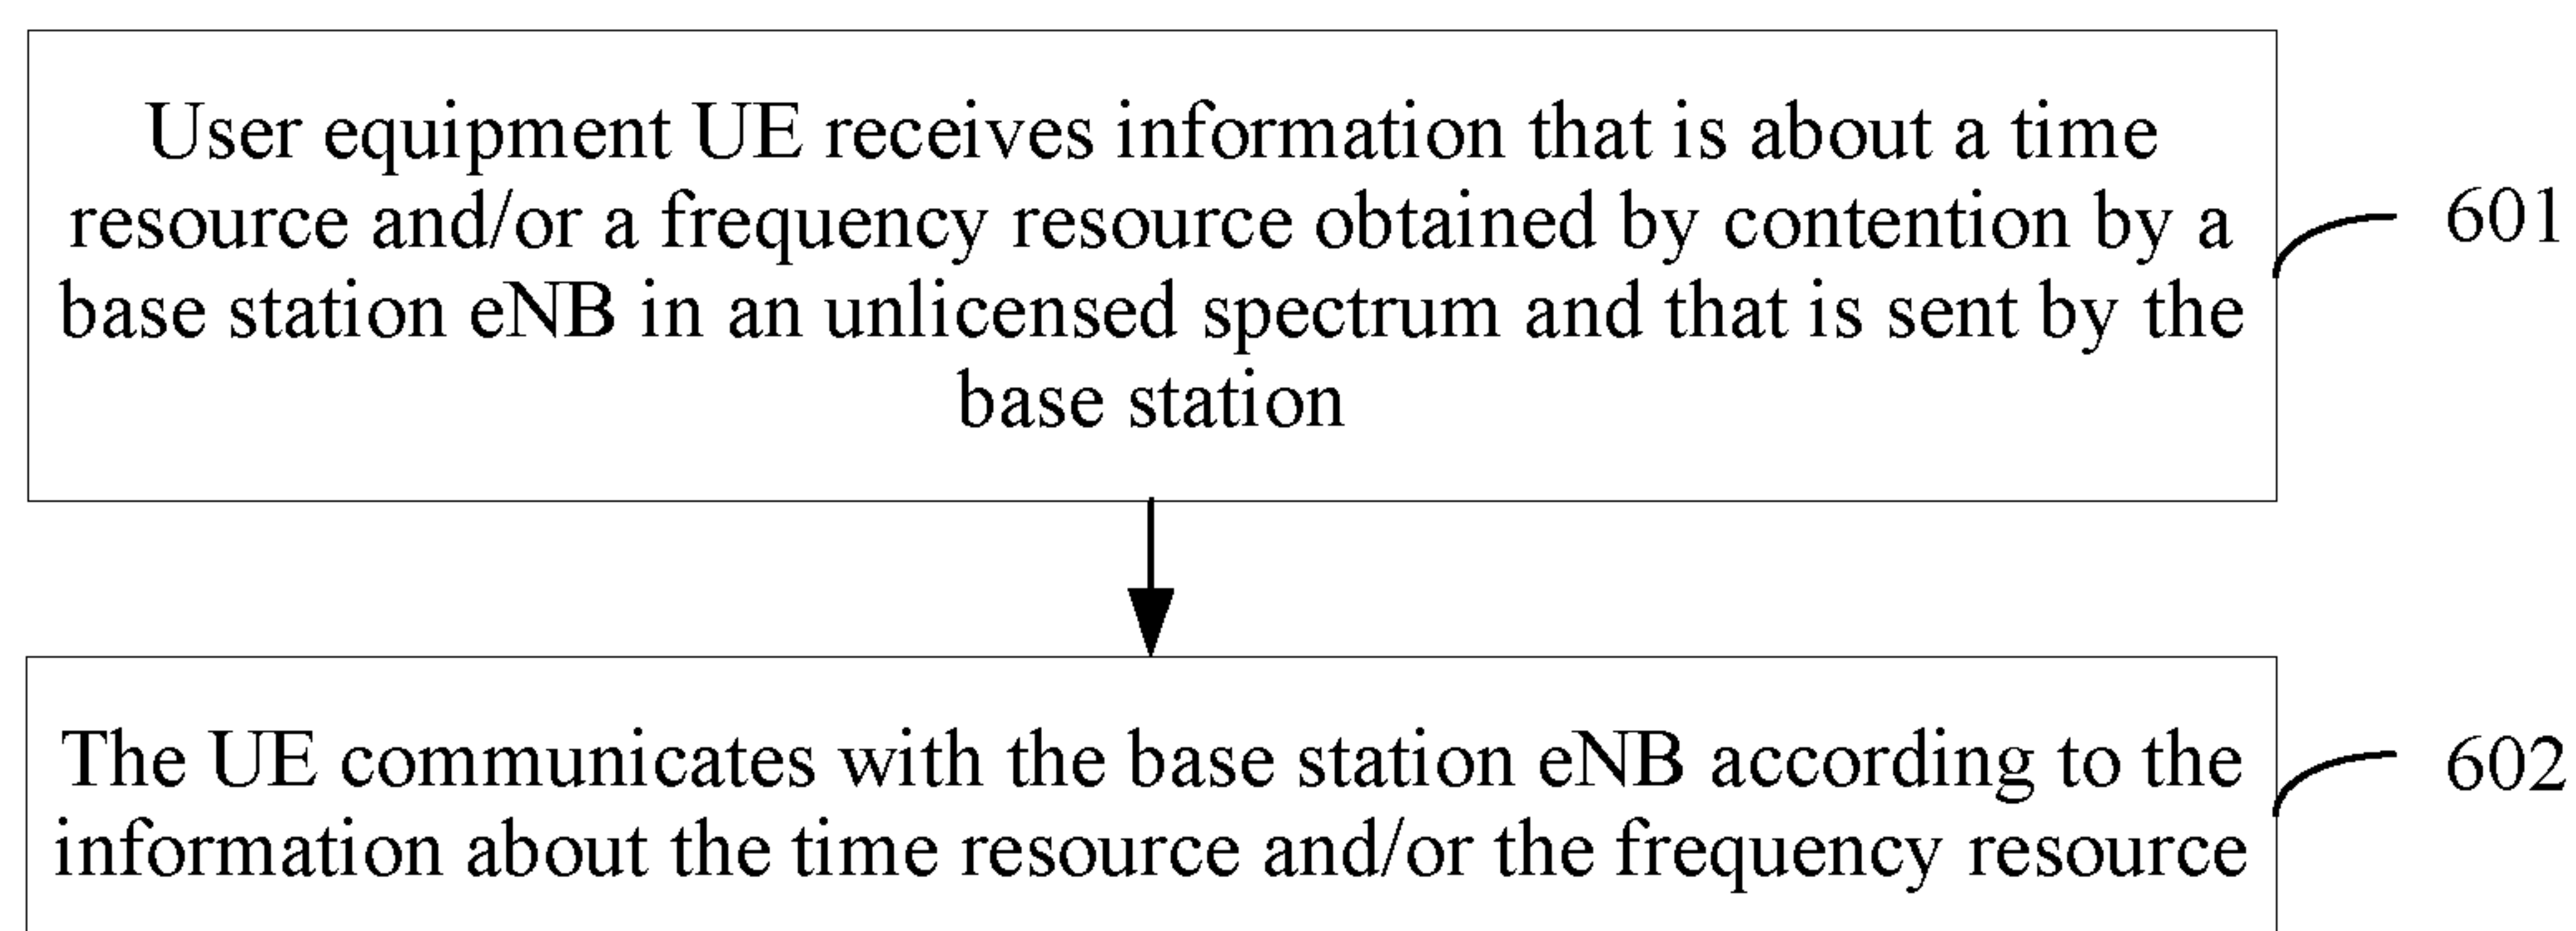 User equipment UE receives information that is about a time
resource and/or a frequency resource obtained by contention by a
base station eNB in an unlicensed spectrum and that is sent by the
base station
601
The UE communicates with the base station eNB according to the
information about the time resource and/or the frequency resource
602